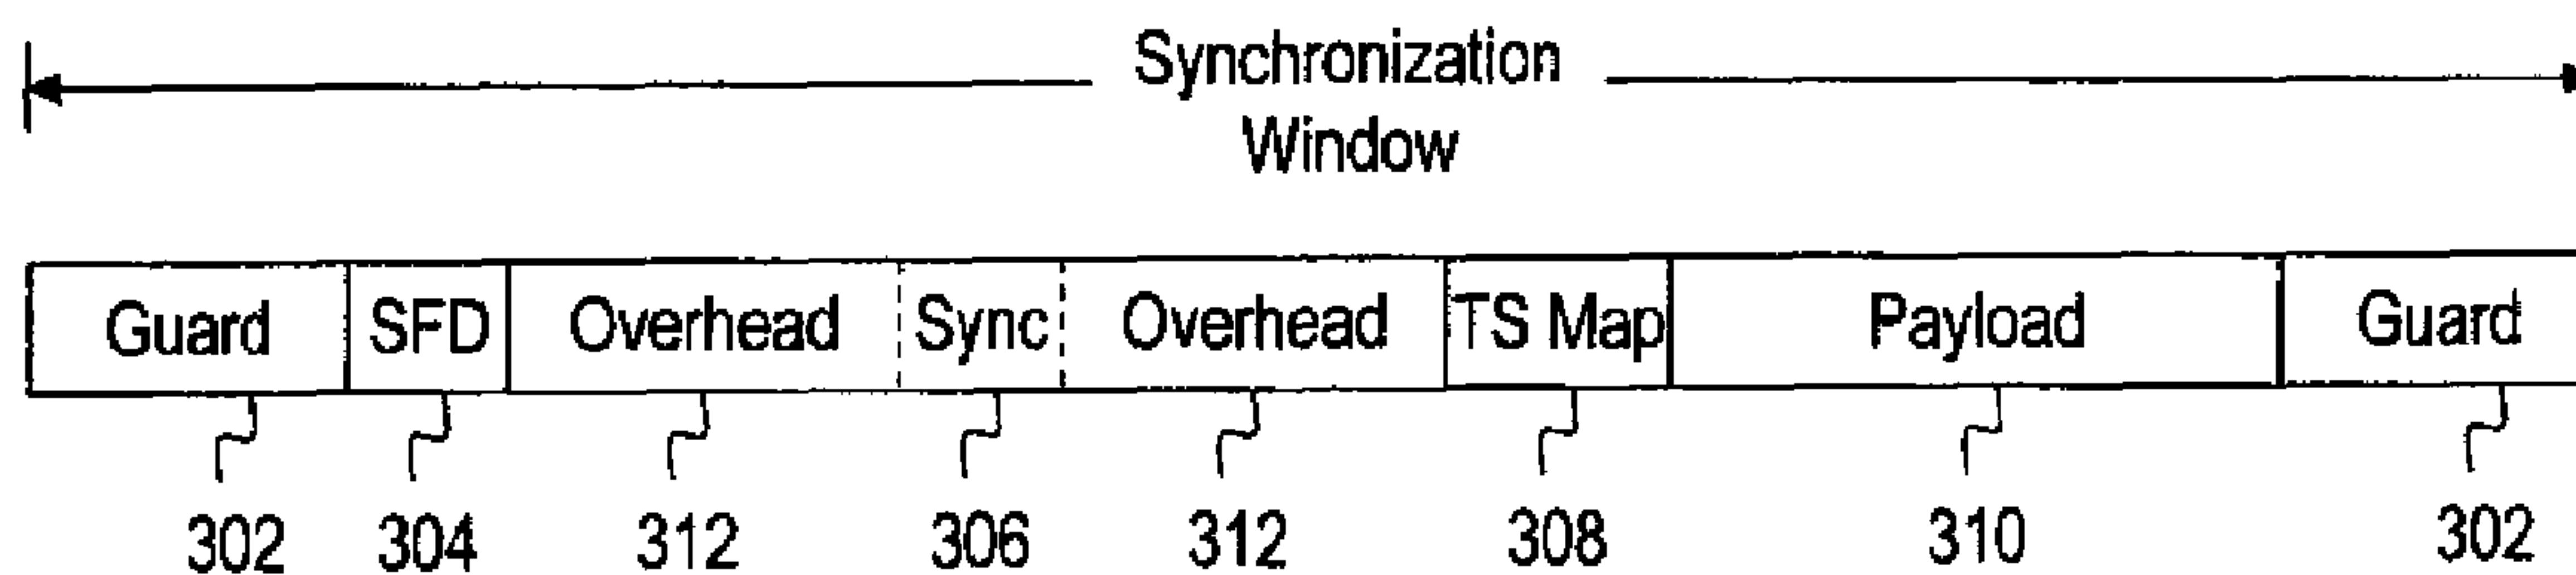 Synchronization
Window
Guard SFD Overhead Sync Overhead TS Map Payload Guard
302 304 312 306 312 308 310 302